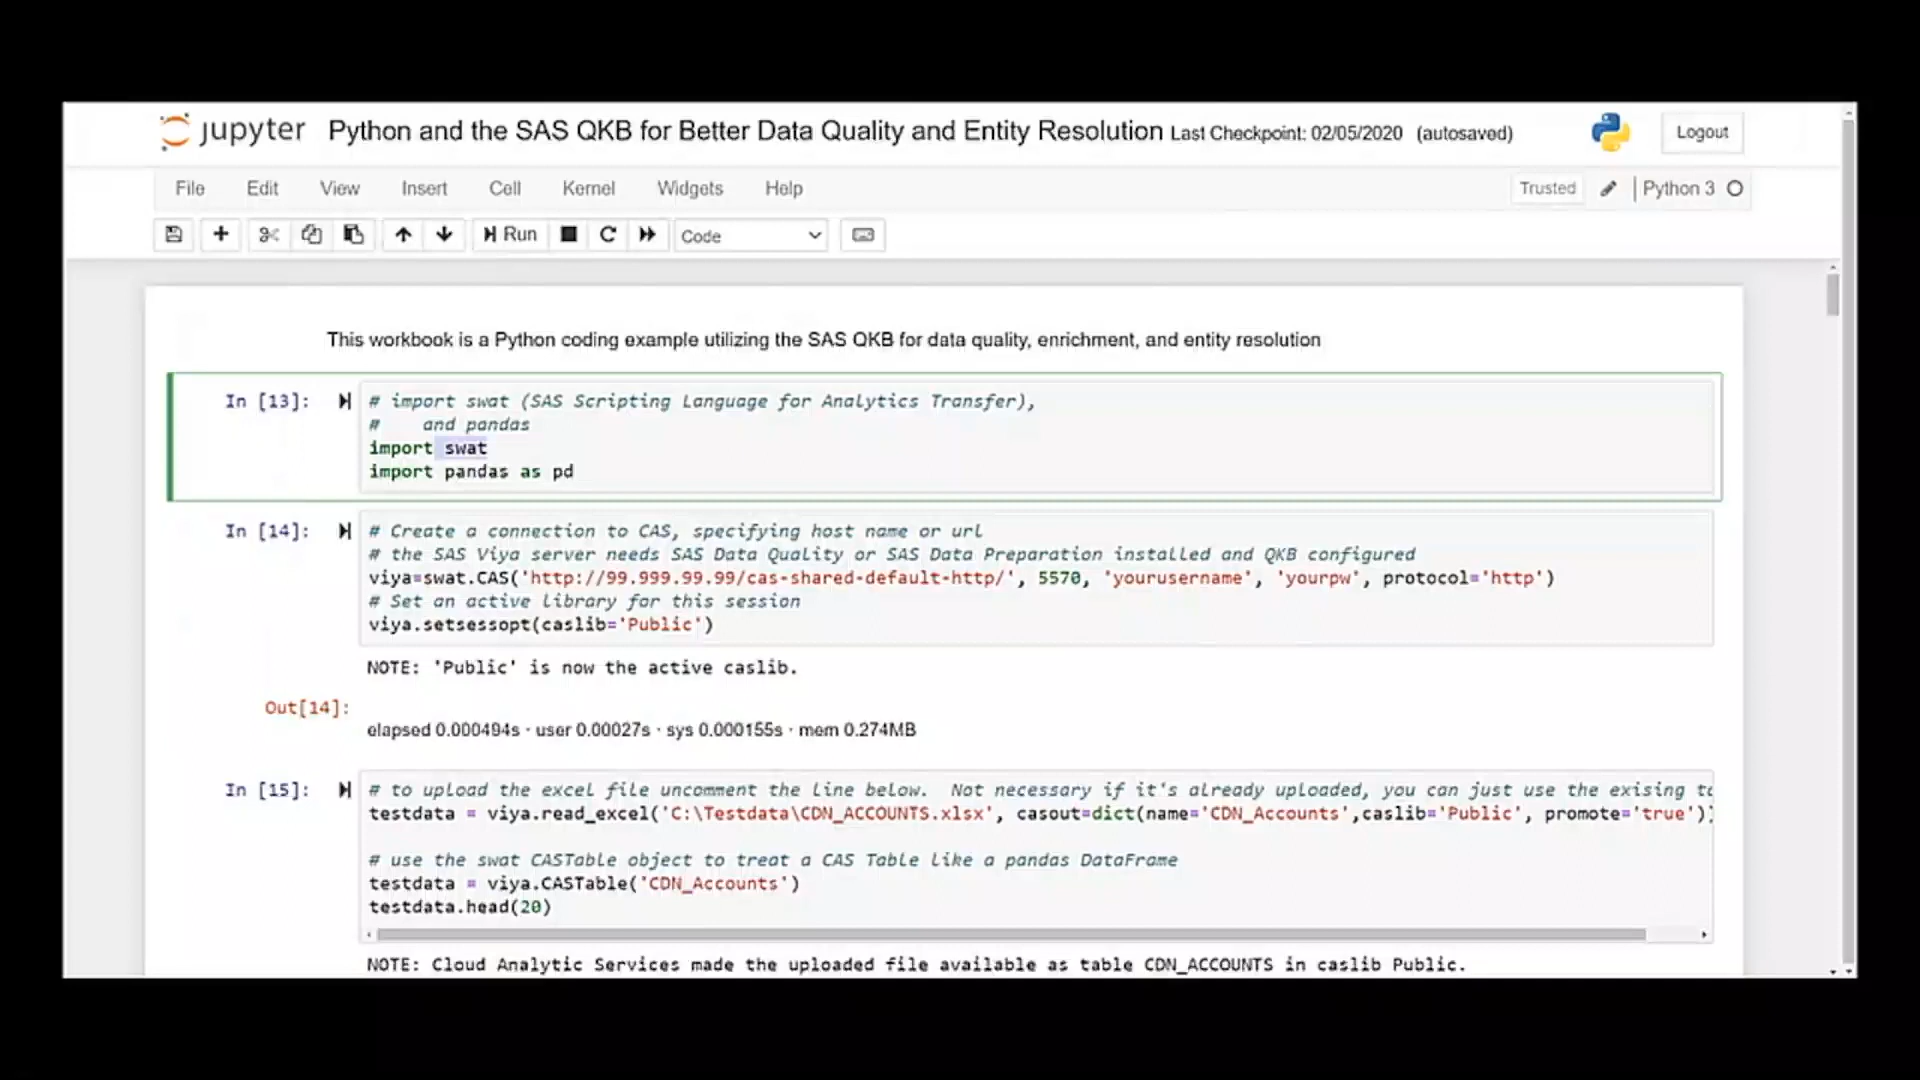 jupyter Python and the SAS QKB for Better Data Quality and Entity Resolution Last Checkpoint: 02/05/2020 (autosaved) Logout
File Edit View Insert Cell Kernel Widgets Help Trusted Python 3
Run Code
This workbook is a Python coding example utilizing the SAS QKB for data quality, enrichment, and entity resolution
In [13]: # import swat (SAS Scripting Language for Analytics Transfer),
# and pandas
import swat
import pandas as pd
In [14]: # Create a connection to CAS, specifying host name or url
# the SAS Viya server needs SAS Data Quality or SAS Data Preparation installed and QKB configured
viya=swat.CAS('http://99.999.99.99/cas-shared-default-http/', 5570, 'yourusername', 'yourpw', protocol='http')
# Set an active library for this session
viya.setsessopt(caslib='Public')
NOTE: 'Public' is now the active caslib.
Out[14]:
elapsed 0.000494s · user 0.00027s · sys 0.000155s · mem 0.274MB
In [15]: # to upload the excel file uncomment the line below. Not necessary if it's already uploaded, you can just use the exising
testdata = viya.read_excel('C:\Testdata\CDN_ACCOUNTS.xlsx', casout=dict(name='CDN_Accounts',caslib='Public', promote='true'))
# use the swat CASTable object to treat a CAS Table like a pandas DataFrame
testdata = viya.CASTable('CDN_Accounts')
testdata.head(20)
NOTE: Cloud Analytic Services made the uploaded file available as table CDN_ACCOUNTS in caslib Public.